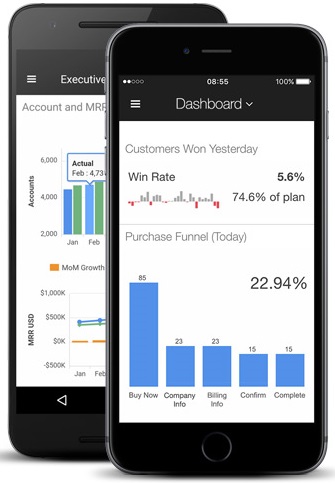 Executive
Account and MRR
6,000
4,000
2,000
Accounts
Actual
Feb : 4,73
Jan
Feb
MoM Growth
$1,000K
$500K
$0K
-$500K
MRR USD
Jan
Feb
08:55
100%
Dashboard
Customers Won Yesterday
Win Rate
5.6%
74.6% of plan
Purchase Funnel (Today)
22.94%
85
23
23
15
15
Buy Now
Company
Info
Billing
Info
Confirm
Complete